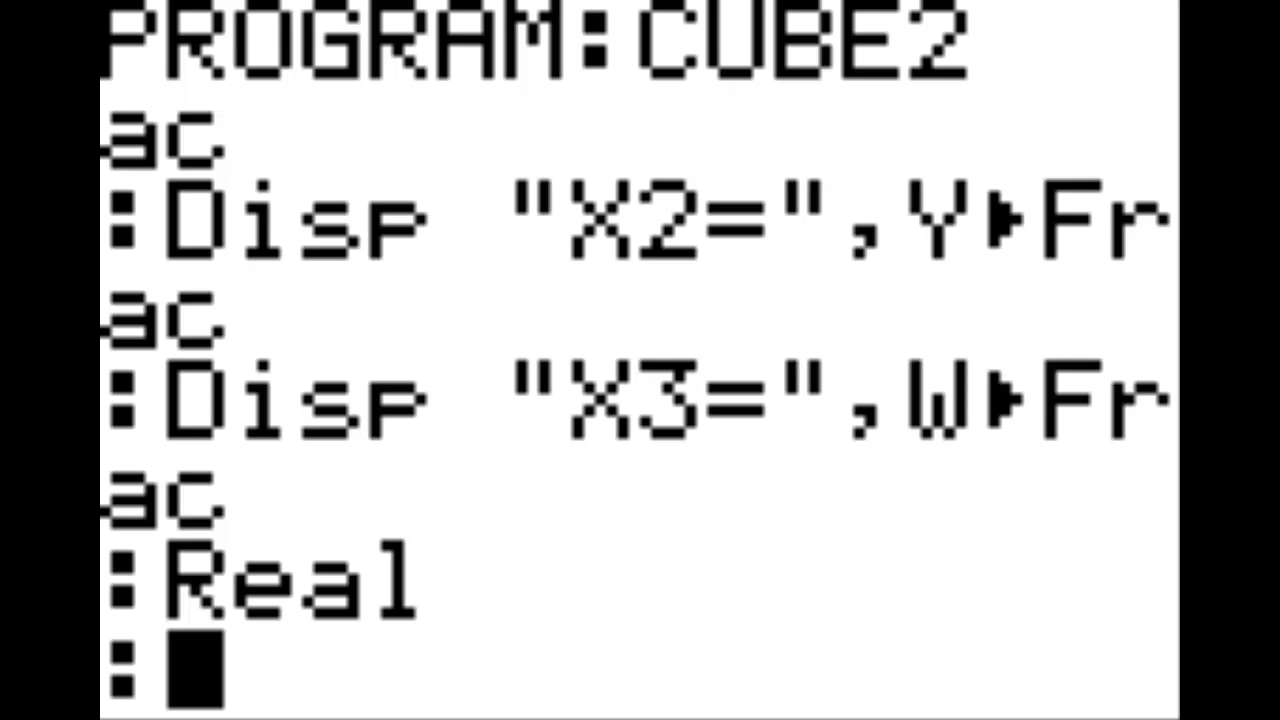 PROGRAM:CUBE2
ac
:Disp "X2=",Y▶Fr
ac
:Disp "X3=",W▶Fr
ac
:Real
: